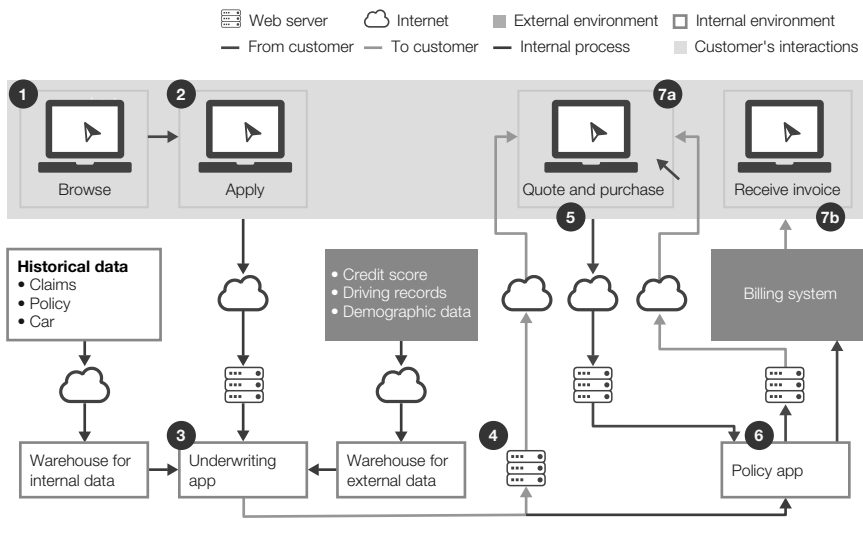 Web server
Internet
External environment
Internal environment
From customer
To customer
Internal process
Customer's interactions
1
2
7a
Browse
Apply
Quote and purchase
Receive invoice
5
7b
Historical data
• Claims
• Policy
• Car
• Credit score
• Driving records
• Demographic data
Billing system
3
4
6
Warehouse for
internal data
Underwriting
app
Warehouse for
external data
Policy app